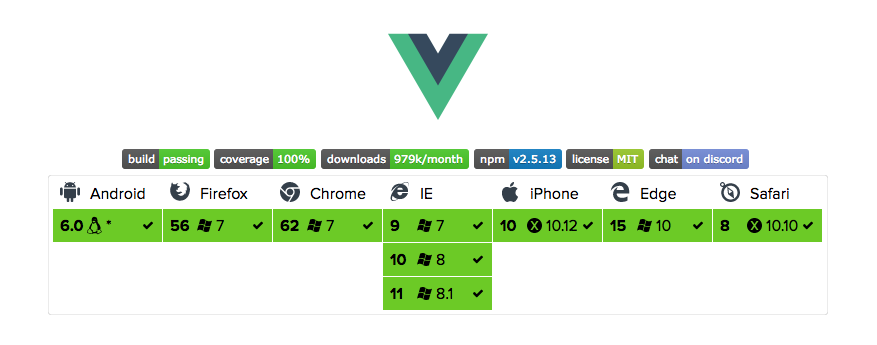 build passing coverage 100% downloads 979k/month npm v2.5.13 license MIT chat on discord
Android Firefox Chrome IE iPhone Edge Safari
6.0 * 56 7 62 7 9 7 10 10.12 15 10 8 10.10
10 8
11 8.1